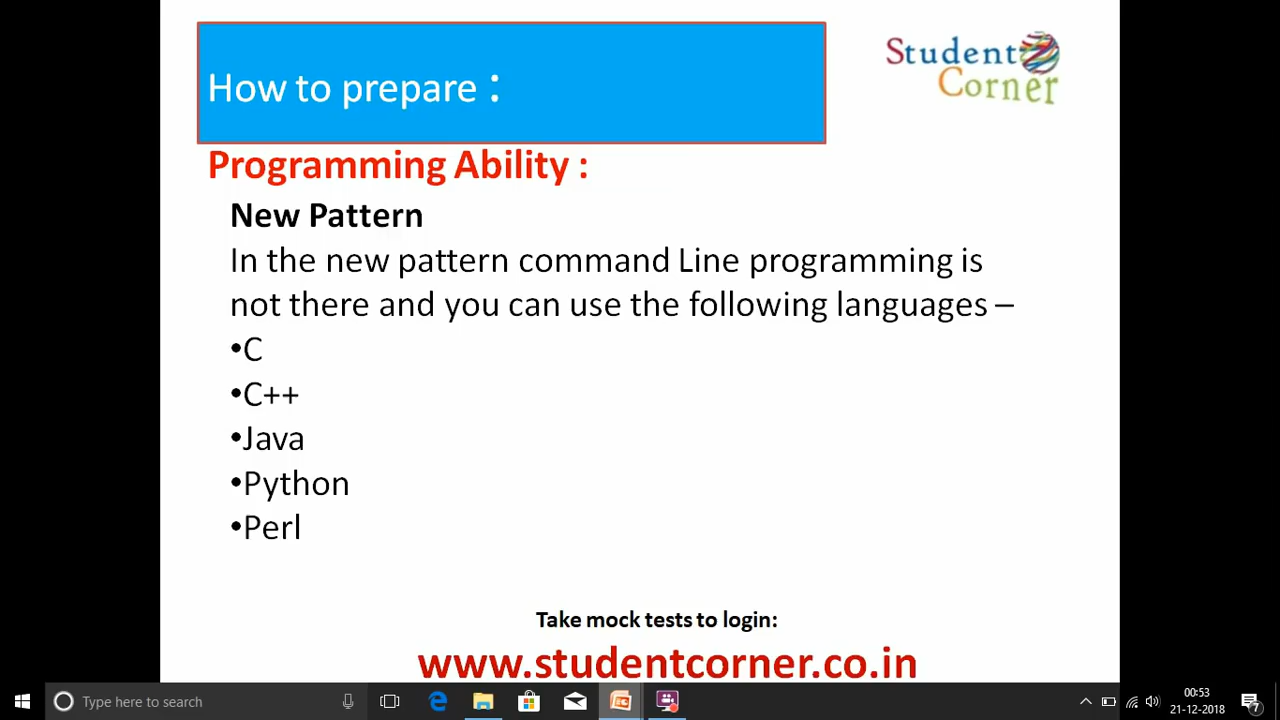 How to prepare :
Student
Corner
Programming Ability :
New Pattern
In the new pattern command Line programming is
not there and you can use the following languages –
•C
•C++
•Java
•Python
•Perl
Take mock tests to login:
www.studentcorner.co.in
Type here to search
00:53
21-12-2018
7